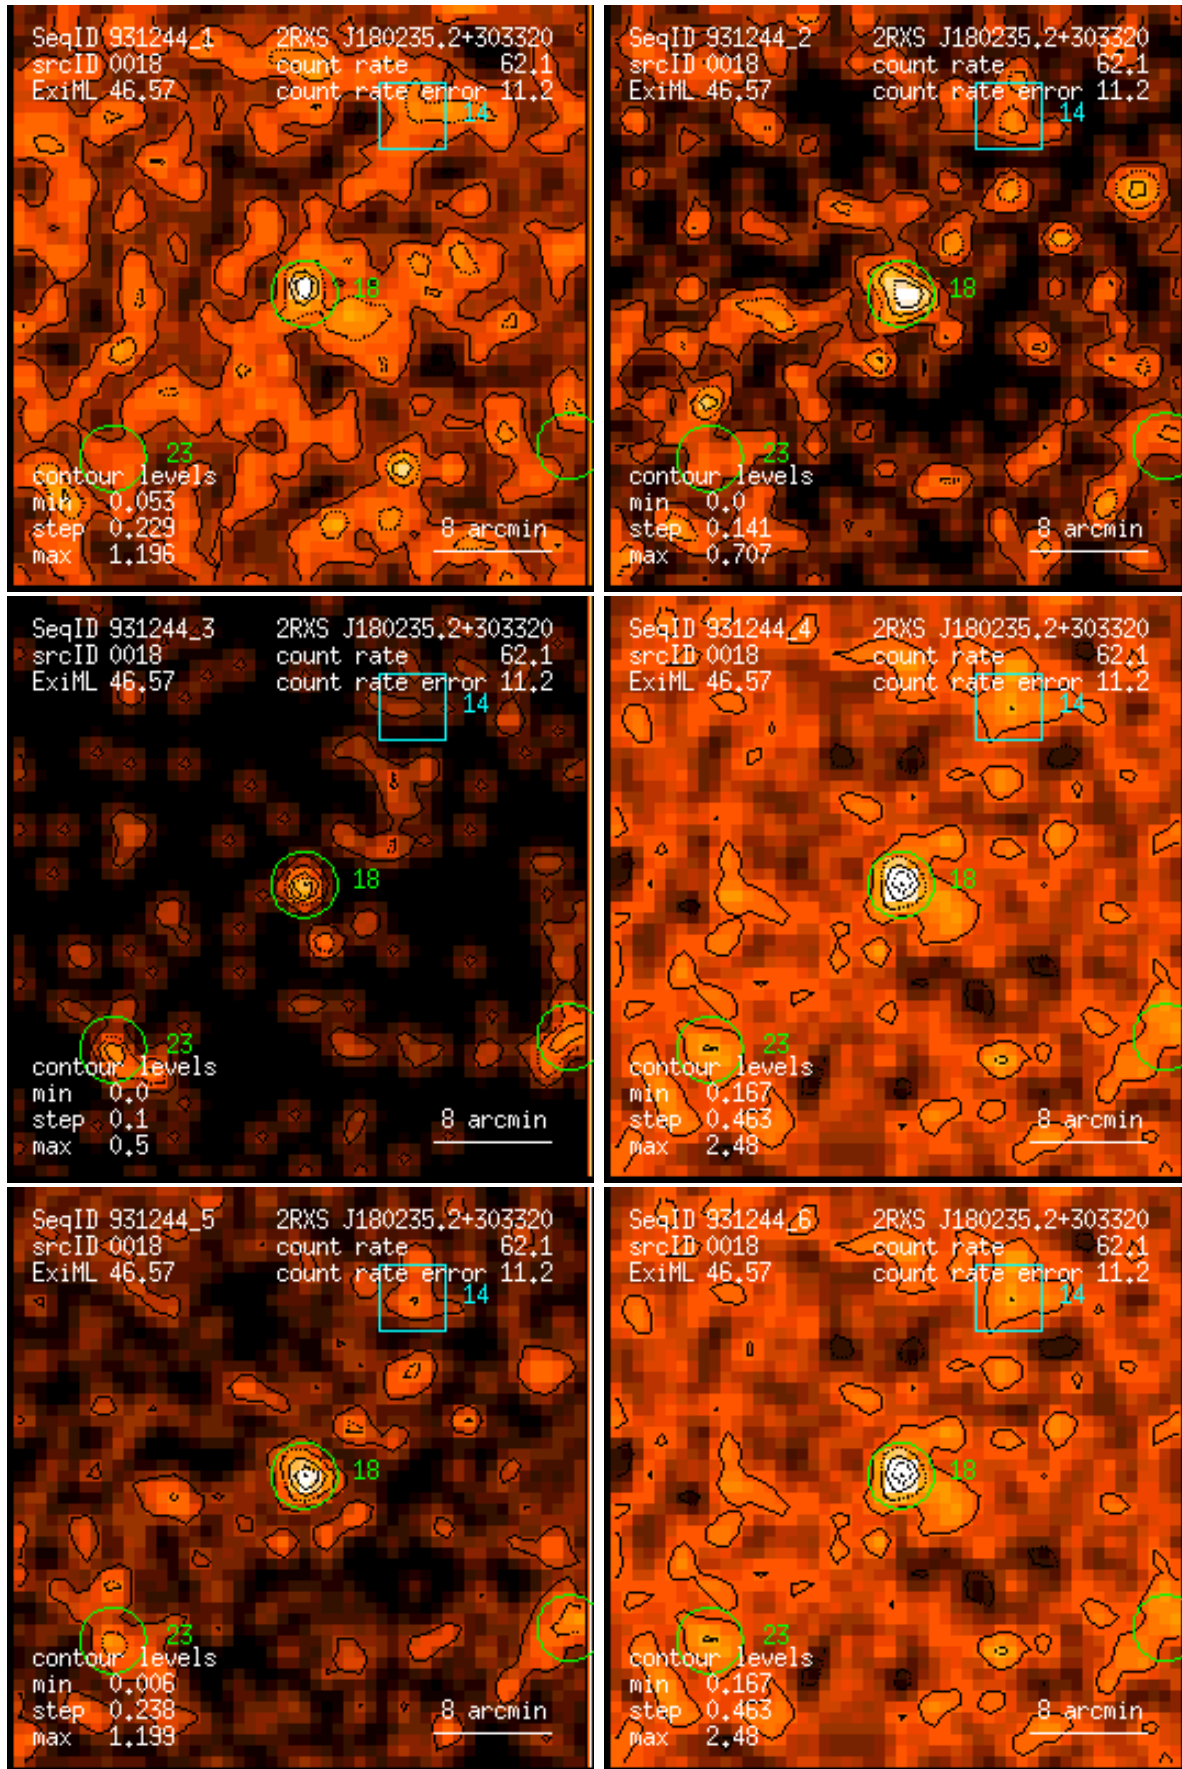 SeqID 931244_1 2RXS J180235.2+303320
srcID 0018 count rate 62.1
ExiML 46.57 count rate error 11.2
14
18
23
contour levels
min 0.053
step 0.229
max 1.196
8 arcmin
SeqID 931244_2 2RXS J180235.2+303320
srcID 0018 count rate 62.1
ExiML 46.57 count rate error 11.2
14
18
23
contour levels
min 0.0
step 0.141
max 0.707
8 arcmin
SeqID 931244_3 2RXS J180235.2+303320
srcID 0018 count rate 62.1
ExiML 46.57 count rate error 11.2
14
18
23
contour levels
min 0.0
step 0.1
max 0.5
8 arcmin
SeqID 931244_4 2RXS J180235.2+303320
srcID 0018 count rate 62.1
ExiML 46.57 count rate error 11.2
14
18
23
contour levels
min 0.167
step 0.463
max 2.48
8 arcmin
SeqID 931244_5 2RXS J180235.2+303320
srcID 0018 count rate 62.1
ExiML 46.57 count rate error 11.2
14
18
23
contour levels
min 0.006
step 0.238
max 1.199
8 arcmin
SeqID 931244_6 2RXS J180235.2+303320
srcID 0018 count rate 62.1
ExiML 46.57 count rate error 11.2
14
18
23
contour levels
min 0.167
step 0.463
max 2.48
8 arcmin